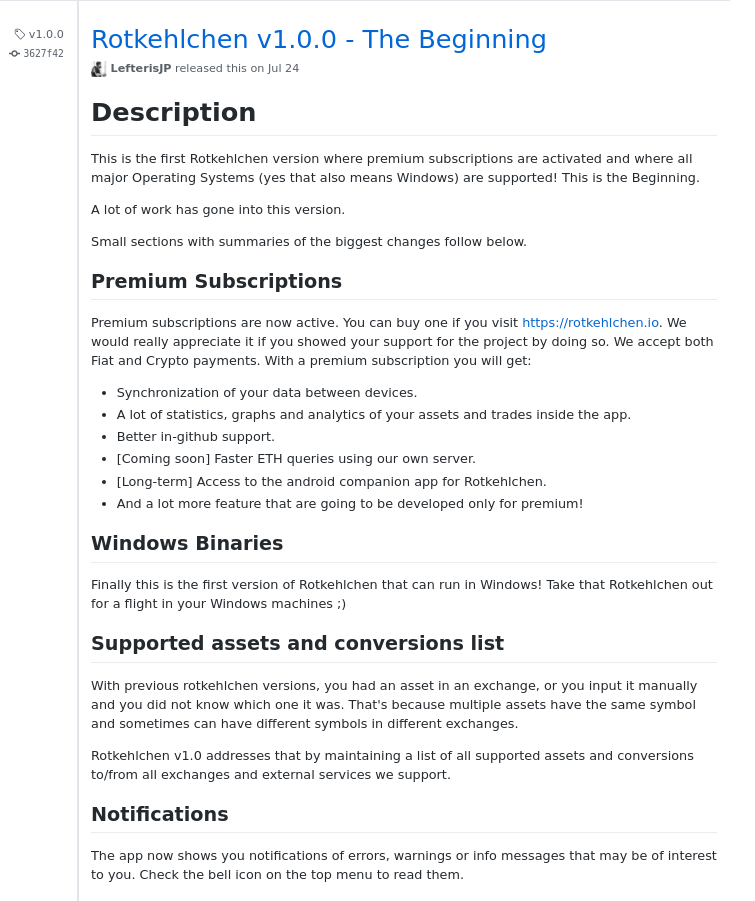 v1.0.0
3627f42
Rotkehlchen v1.0.0 - The Beginning
LefterisJP released this on Jul 24
Description
This is the first Rotkehlchen version where premium subscriptions are activated and where all
major Operating Systems (yes that also means Windows) are supported! This is the Beginning.
A lot of work has gone into this version.
Small sections with summaries of the biggest changes follow below.
Premium Subscriptions
Premium subscriptions are now active. You can buy one if you visit https://rotkehlchen.io. We
would really appreciate it if you showed your support for the project by doing so. We accept both
Fiat and Crypto payments. With a premium subscription you will get:
• Synchronization of your data between devices.
• A lot of statistics, graphs and analytics of your assets and trades inside the app.
• Better in-github support.
• [Coming soon] Faster ETH queries using our own server.
• [Long-term] Access to the android companion app for Rotkehlchen.
• And a lot more feature that are going to be developed only for premium!
Windows Binaries
Finally this is the first version of Rotkehlchen that can run in Windows! Take that Rotkehlchen out
for a flight in your Windows machines ;)
Supported assets and conversions list
With previous rotkehlchen versions, you had an asset in an exchange, or you input it manually
and you did not know which one it was. That's because multiple assets have the same symbol
and sometimes can have different symbols in different exchanges.
Rotkehlchen v1.0 addresses that by maintaining a list of all supported assets and conversions
to/from all exchanges and external services we support.
Notifications
The app now shows you notifications of errors, warnings or info messages that may be of interest
to you. Check the bell icon on the top menu to read them.